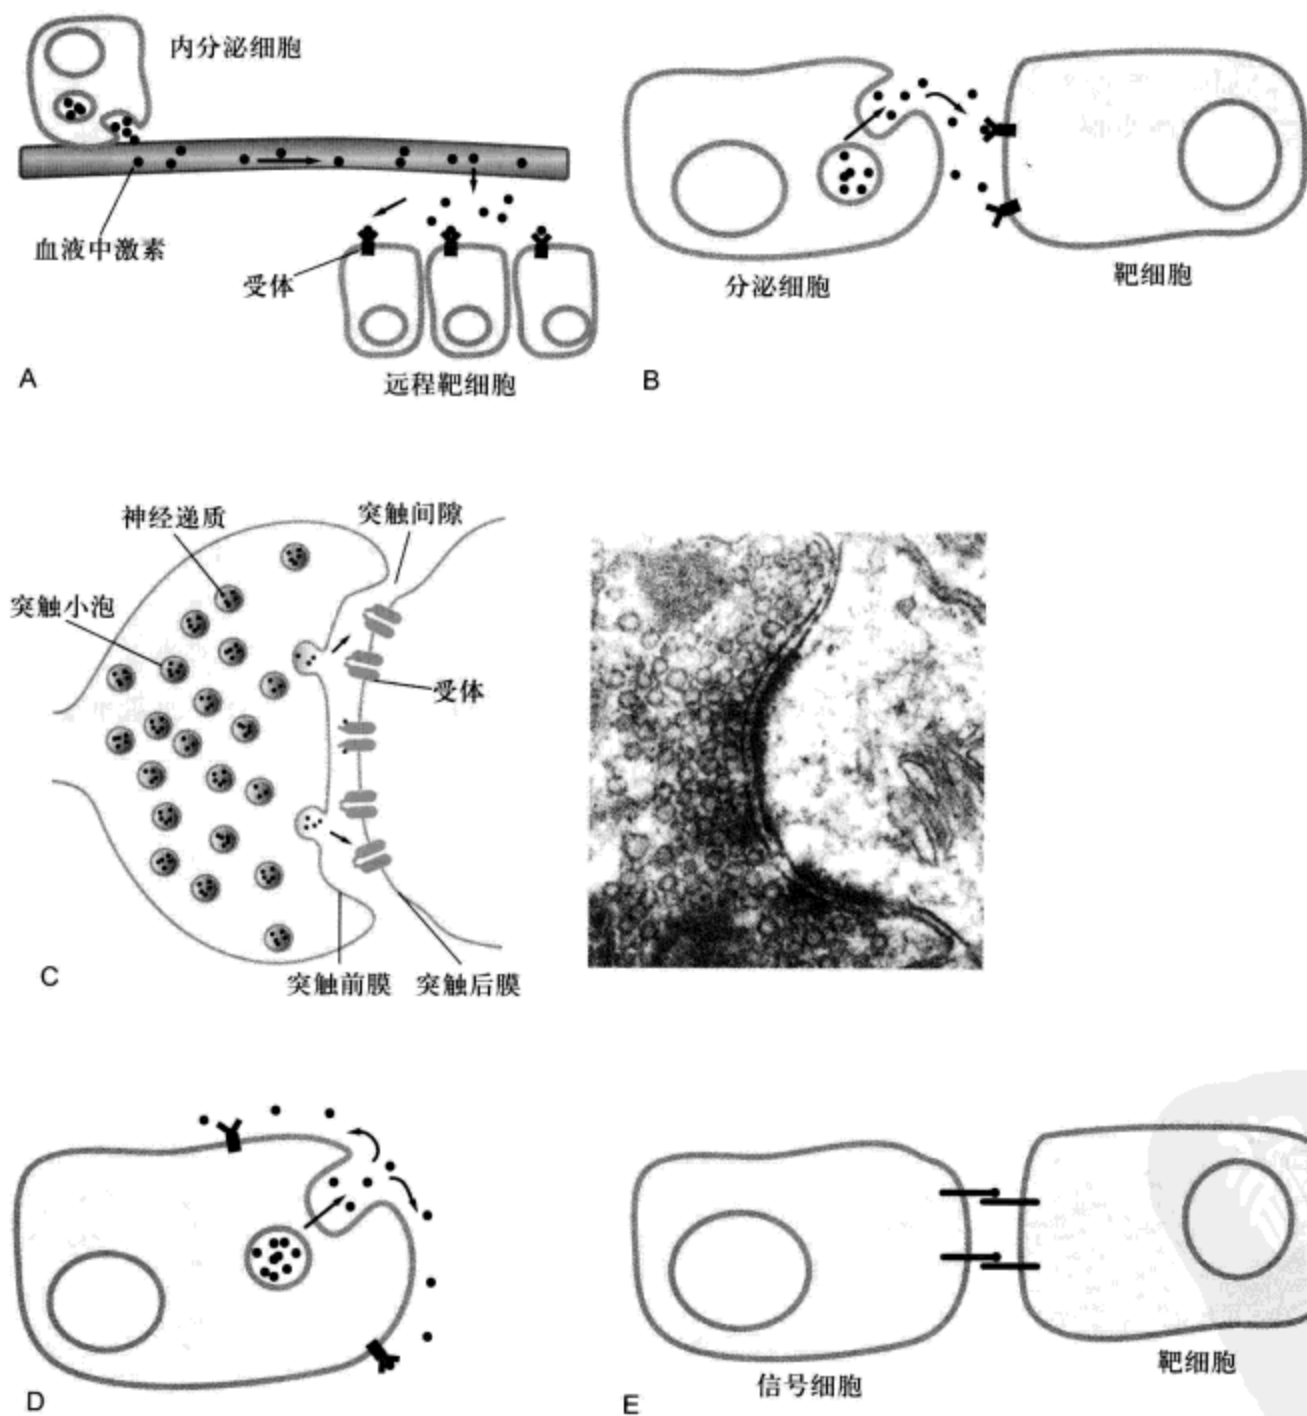 内分泌细胞
血液中激素
受体
远程靶细胞
A
分泌细胞
靶细胞
B
神经递质
突触间隙
突触小泡
受体
突触前膜
突触后膜
C
D
信号细胞
靶细胞
E